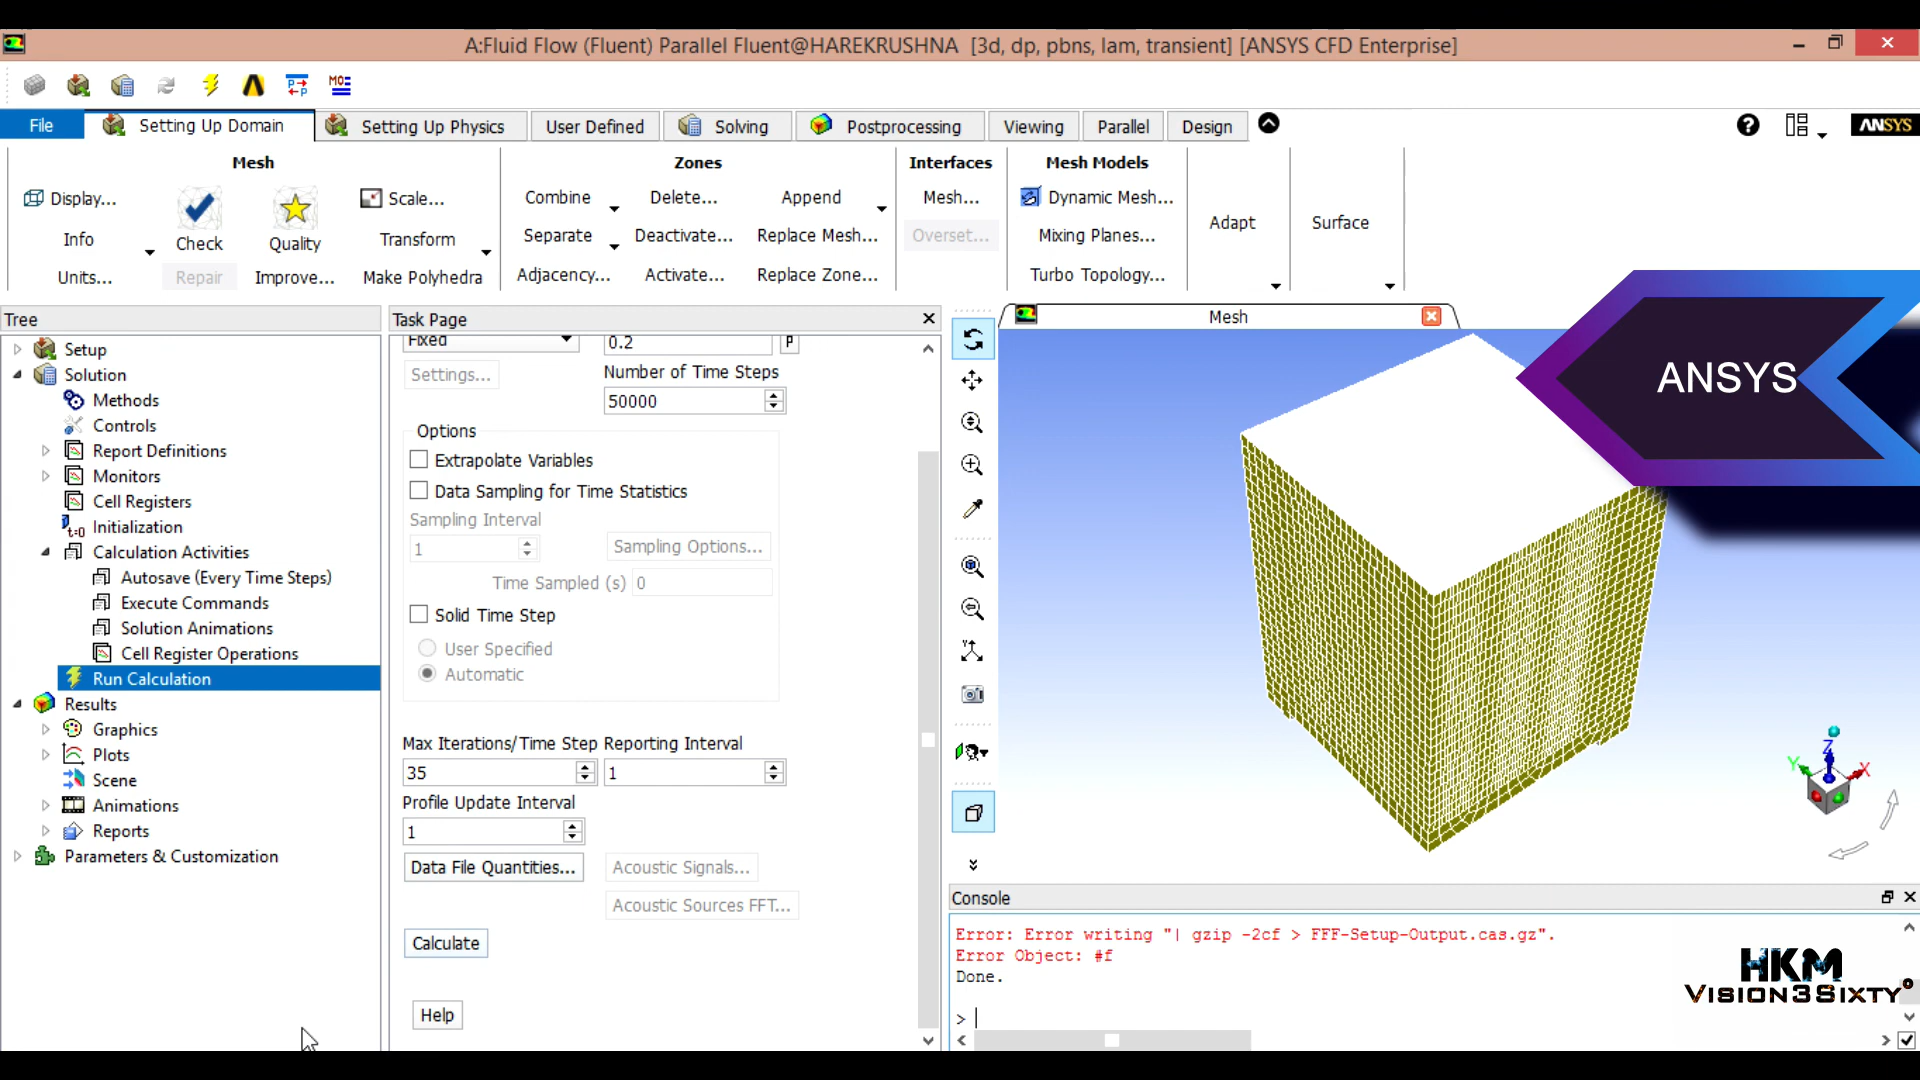 A:Fluid Flow (Fluent) Parallel Fluent@HAREKRUSHNA [3d, dp, pbns, lam, transient] [ANSYS CFD Enterprise]
File
Setting Up Domain
Setting Up Physics
User Defined
Solving
Postprocessing
Viewing
Parallel
Design
ANSYS
Mesh
Zones
Interfaces
Mesh Models
Display...
Scale...
Combine
Delete...
Append
Mesh...
Dynamic Mesh...
Info
Check
Quality
Transform
Separate
Deactivate...
Replace Mesh...
Overset...
Mixing Planes...
Adapt
Surface
Units...
Repair
Improve...
Make Polyhedra
Adjacency...
Activate...
Replace Zone...
Turbo Topology...
Tree
Setup
Solution
Methods
Controls
Report Definitions
Monitors
Cell Registers
t=0 Initialization
Calculation Activities
Autosave (Every Time Steps)
Execute Commands
Solution Animations
Cell Register Operations
Run Calculation
Results
Graphics
Plots
Scene
Animations
Reports
Parameters & Customization
Task Page
Fixed
0.2
P
Settings...
Number of Time Steps
50000
Options
Extrapolate Variables
Data Sampling for Time Statistics
Sampling Interval
1
Sampling Options...
Time Sampled (s) 0
Solid Time Step
User Specified
Automatic
Max Iterations/Time Step Reporting Interval
35
1
Profile Update Interval
1
Data File Quantities...
Acoustic Signals...
Acoustic Sources FFT...
Calculate
Help
Mesh
ANSYS
Z
Y
X
Console
Error: Error writing "| gzip -2cf > FFF-Setup-Output.cas.gz".
Error Object: #f
Done.
>
HKM
Vision3Sixty°